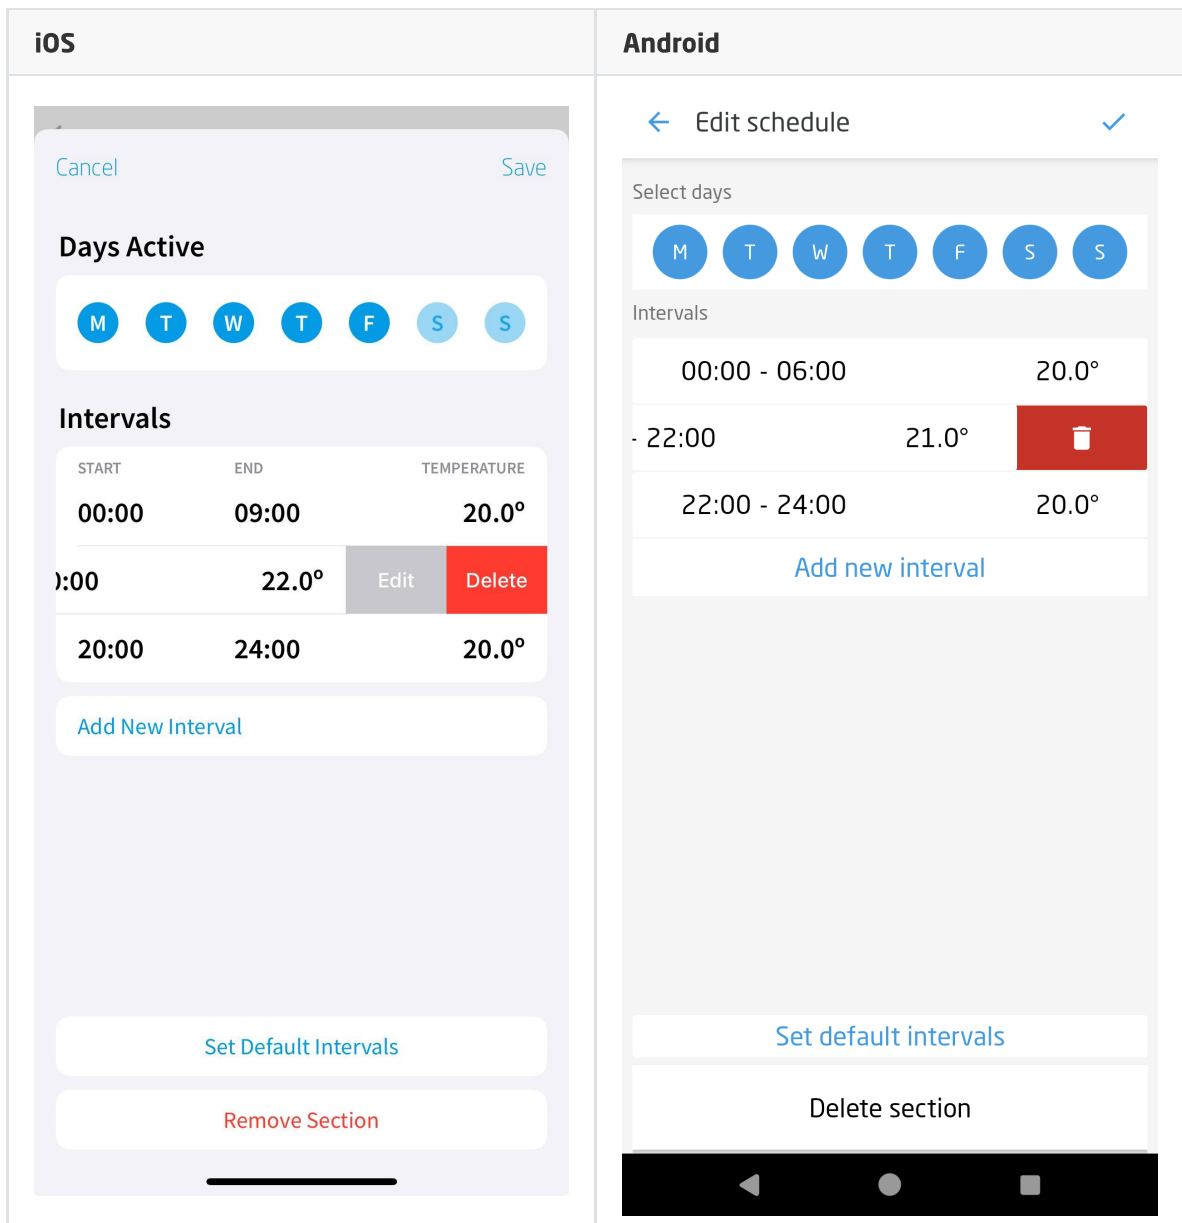 iOS
Android
Cancel
Save
Days Active
M T W T F S S
Intervals
START END TEMPERATURE
00:00 09:00 20.0°
0:00 22.0° Edit Delete
20:00 24:00 20.0°
Add New Interval
Set Default Intervals
Remove Section
Edit schedule
Select days
M T W T F S S
Intervals
00:00 - 06:00 20.0°
- 22:00 21.0°
22:00 - 24:00 20.0°
Add new interval
Set default intervals
Delete section